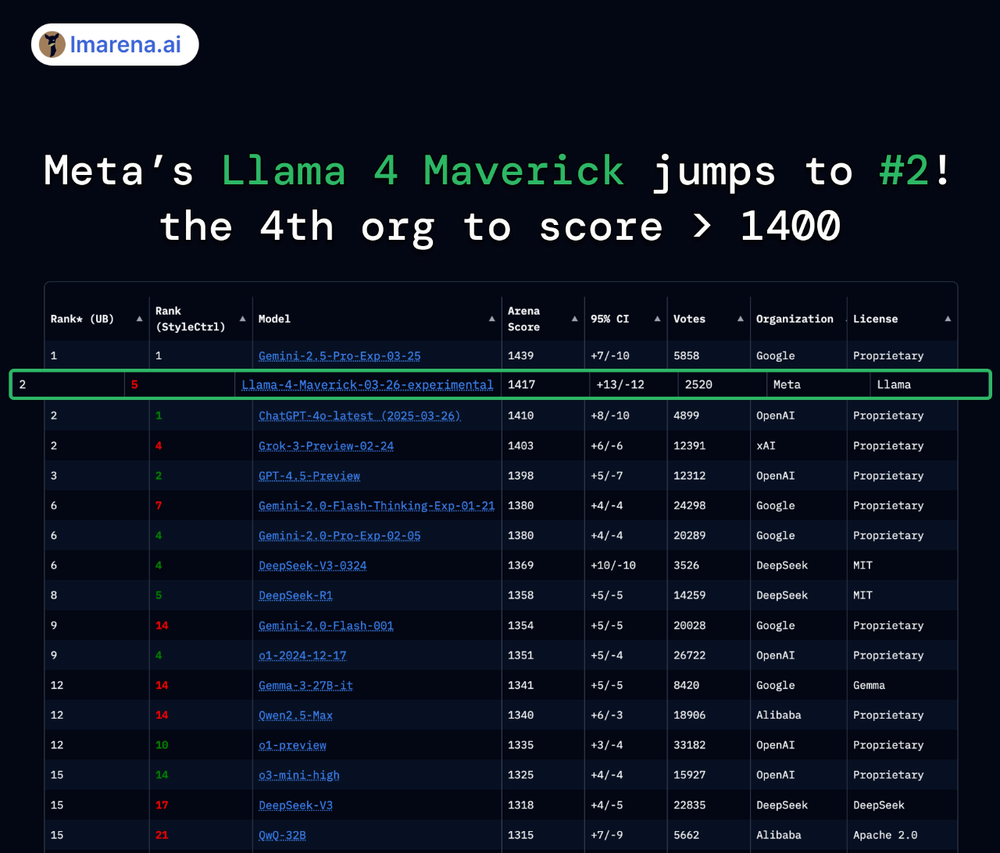 lmarena.ai
Meta’s Llama 4 Maverick jumps to #2!
the 4th org to score > 1400
Rank* (UB) ▲ Rank (StyleCtrl) ▲ Model ▲ Arena Score ▲ 95% CI ▲ Votes ▲ Organization License ▲
1 1 Gemini-2.5-Pro-Exp-03-25 1439 +7/-10 5858 Google Proprietary
2 5 Llama-4-Maverick-03-26-experimental 1417 +13/-12 2520 Meta Llama
2 1 ChatGPT-4o-latest (2025-03-26) 1410 +8/-10 4899 OpenAI Proprietary
2 4 Grok-3-Preview-02-24 1403 +6/-6 12391 xAI Proprietary
3 2 GPT-4.5-Preview 1398 +5/-7 12312 OpenAI Proprietary
6 7 Gemini-2.0-Flash-Thinking-Exp-01-21 1380 +4/-4 24298 Google Proprietary
6 4 Gemini-2.0-Pro-Exp-02-05 1380 +4/-4 20289 Google Proprietary
6 4 DeepSeek-V3-0324 1369 +10/-10 3526 DeepSeek MIT
8 5 DeepSeek-R1 1358 +5/-5 14259 DeepSeek MIT
9 14 Gemini-2.0-Flash-001 1354 +5/-5 20028 Google Proprietary
9 4 o1-2024-12-17 1351 +5/-4 26722 OpenAI Proprietary
12 14 Gemma-3-27B-it 1341 +5/-5 8420 Google Gemma
12 14 Qwen2.5-Max 1340 +6/-3 18906 Alibaba Proprietary
12 10 o1-preview 1335 +3/-4 33182 OpenAI Proprietary
15 14 o3-mini-high 1325 +4/-4 15927 OpenAI Proprietary
15 17 DeepSeek-V3 1318 +4/-5 22835 DeepSeek DeepSeek
15 21 QwQ-32B 1315 +7/-9 5662 Alibaba Apache 2.0